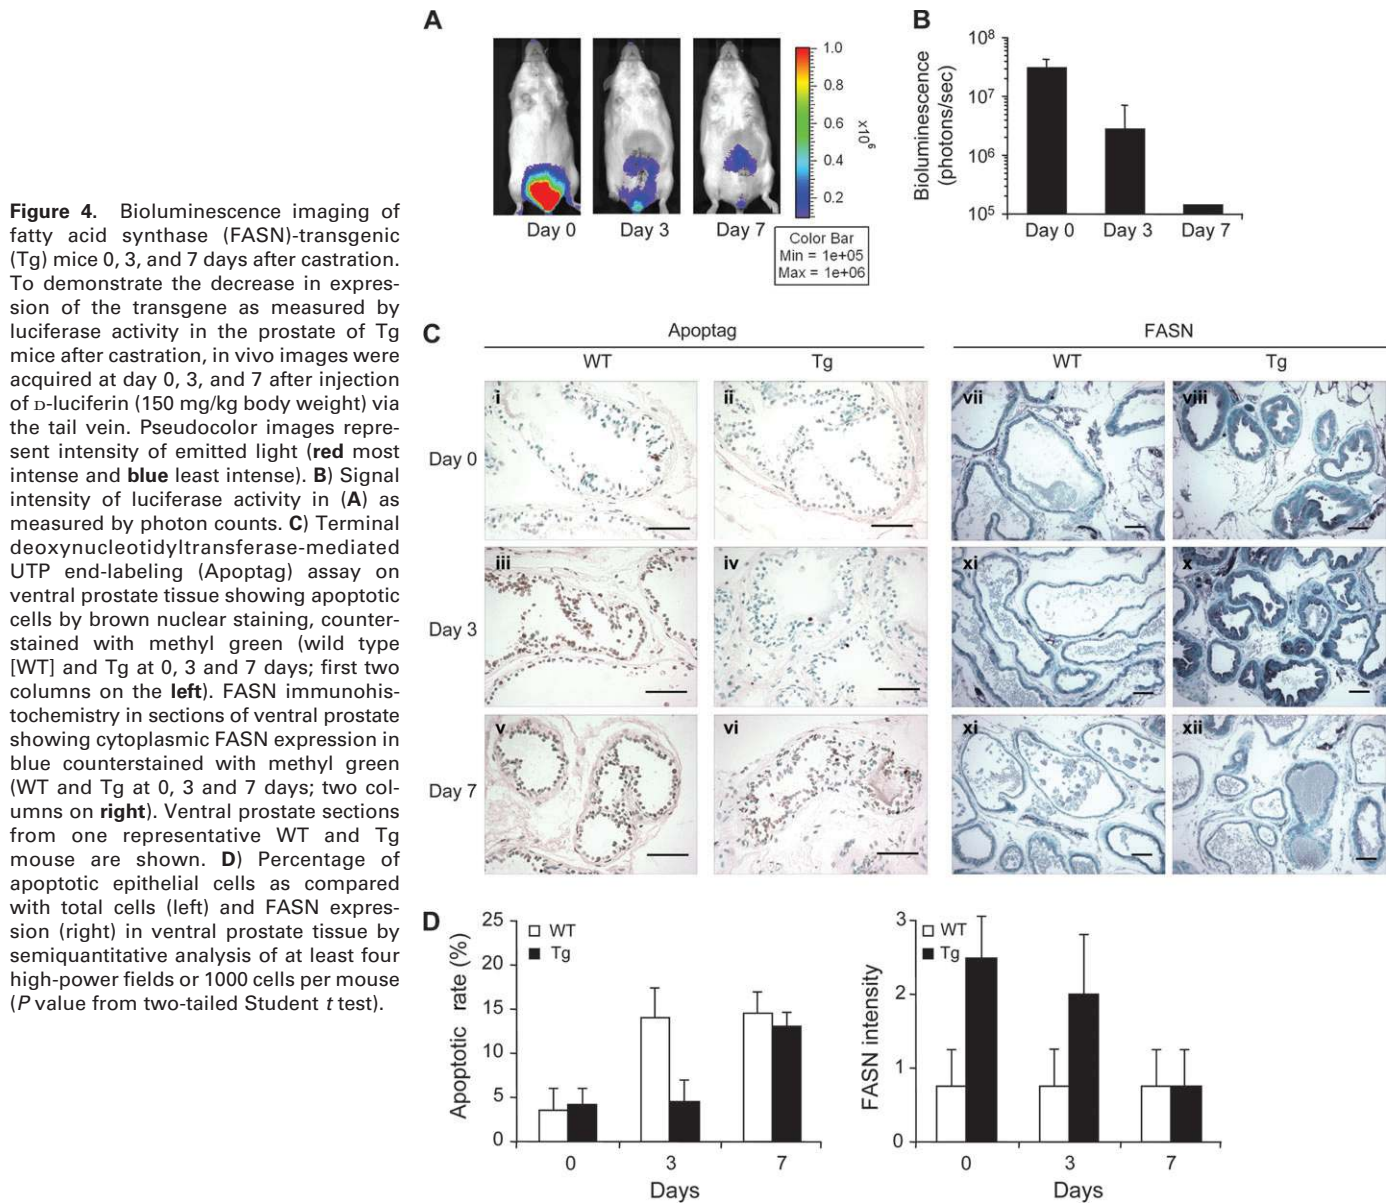 Figure 4. Bioluminescence imaging of
fatty acid synthase (FASN)-transgenic
(Tg) mice 0, 3, and 7 days after castration.
To demonstrate the decrease in expres-
sion of the transgene as measured by
luciferase activity in the prostate of Tg
mice after castration, in vivo images were
acquired at day 0, 3, and 7 after injection
of D-luciferin (150 mg/kg body weight) via
the tail vein. Pseudocolor images repre-
sent intensity of emitted light (red most
intense and blue least intense). B) Signal
intensity of luciferase activity in (A) as
measured by photon counts. C) Terminal
deoxynucleotidyltransferase-mediated
UTP end-labeling (Apoptag) assay on
ventral prostate tissue showing apoptotic
cells by brown nuclear staining, counter-
stained with methyl green (wild type
[WT] and Tg at 0, 3 and 7 days; first two
columns on the left). FASN immunohis-
tochemistry in sections of ventral prostate
showing cytoplasmic FASN expression in
blue counterstained with methyl green
(WT and Tg at 0, 3 and 7 days; two col-
umns on right). Ventral prostate sections
from one representative WT and Tg
mouse are shown. D) Percentage of
apoptotic epithelial cells as compared
with total cells (left) and FASN expres-
sion (right) in ventral prostate tissue by
semiquantitative analysis of at least four
high-power fields or 1000 cells per mouse
(P value from two-tailed Student t test).
A
1.0
0.8
0.6
0.4
0.2
x10⁶
Day 0 Day 3 Day 7
Color Bar
Min = 1e+05
Max = 1e+06
B
Bioluminescence
(photons/sec)
10⁸
10⁷
10⁶
10⁵
Day 0 Day 3 Day 7
C
Apoptag FASN
WT Tg WT Tg
Day 0
i ii vii viii
Day 3
iii iv xi x
Day 7
v vi xi xii
D
Apoptotic rate (%)
25
20
15
10
5
0
WT
Tg
0 3 7
Days
FASN intensity
3
2
1
0
WT
Tg
0 3 7
Days